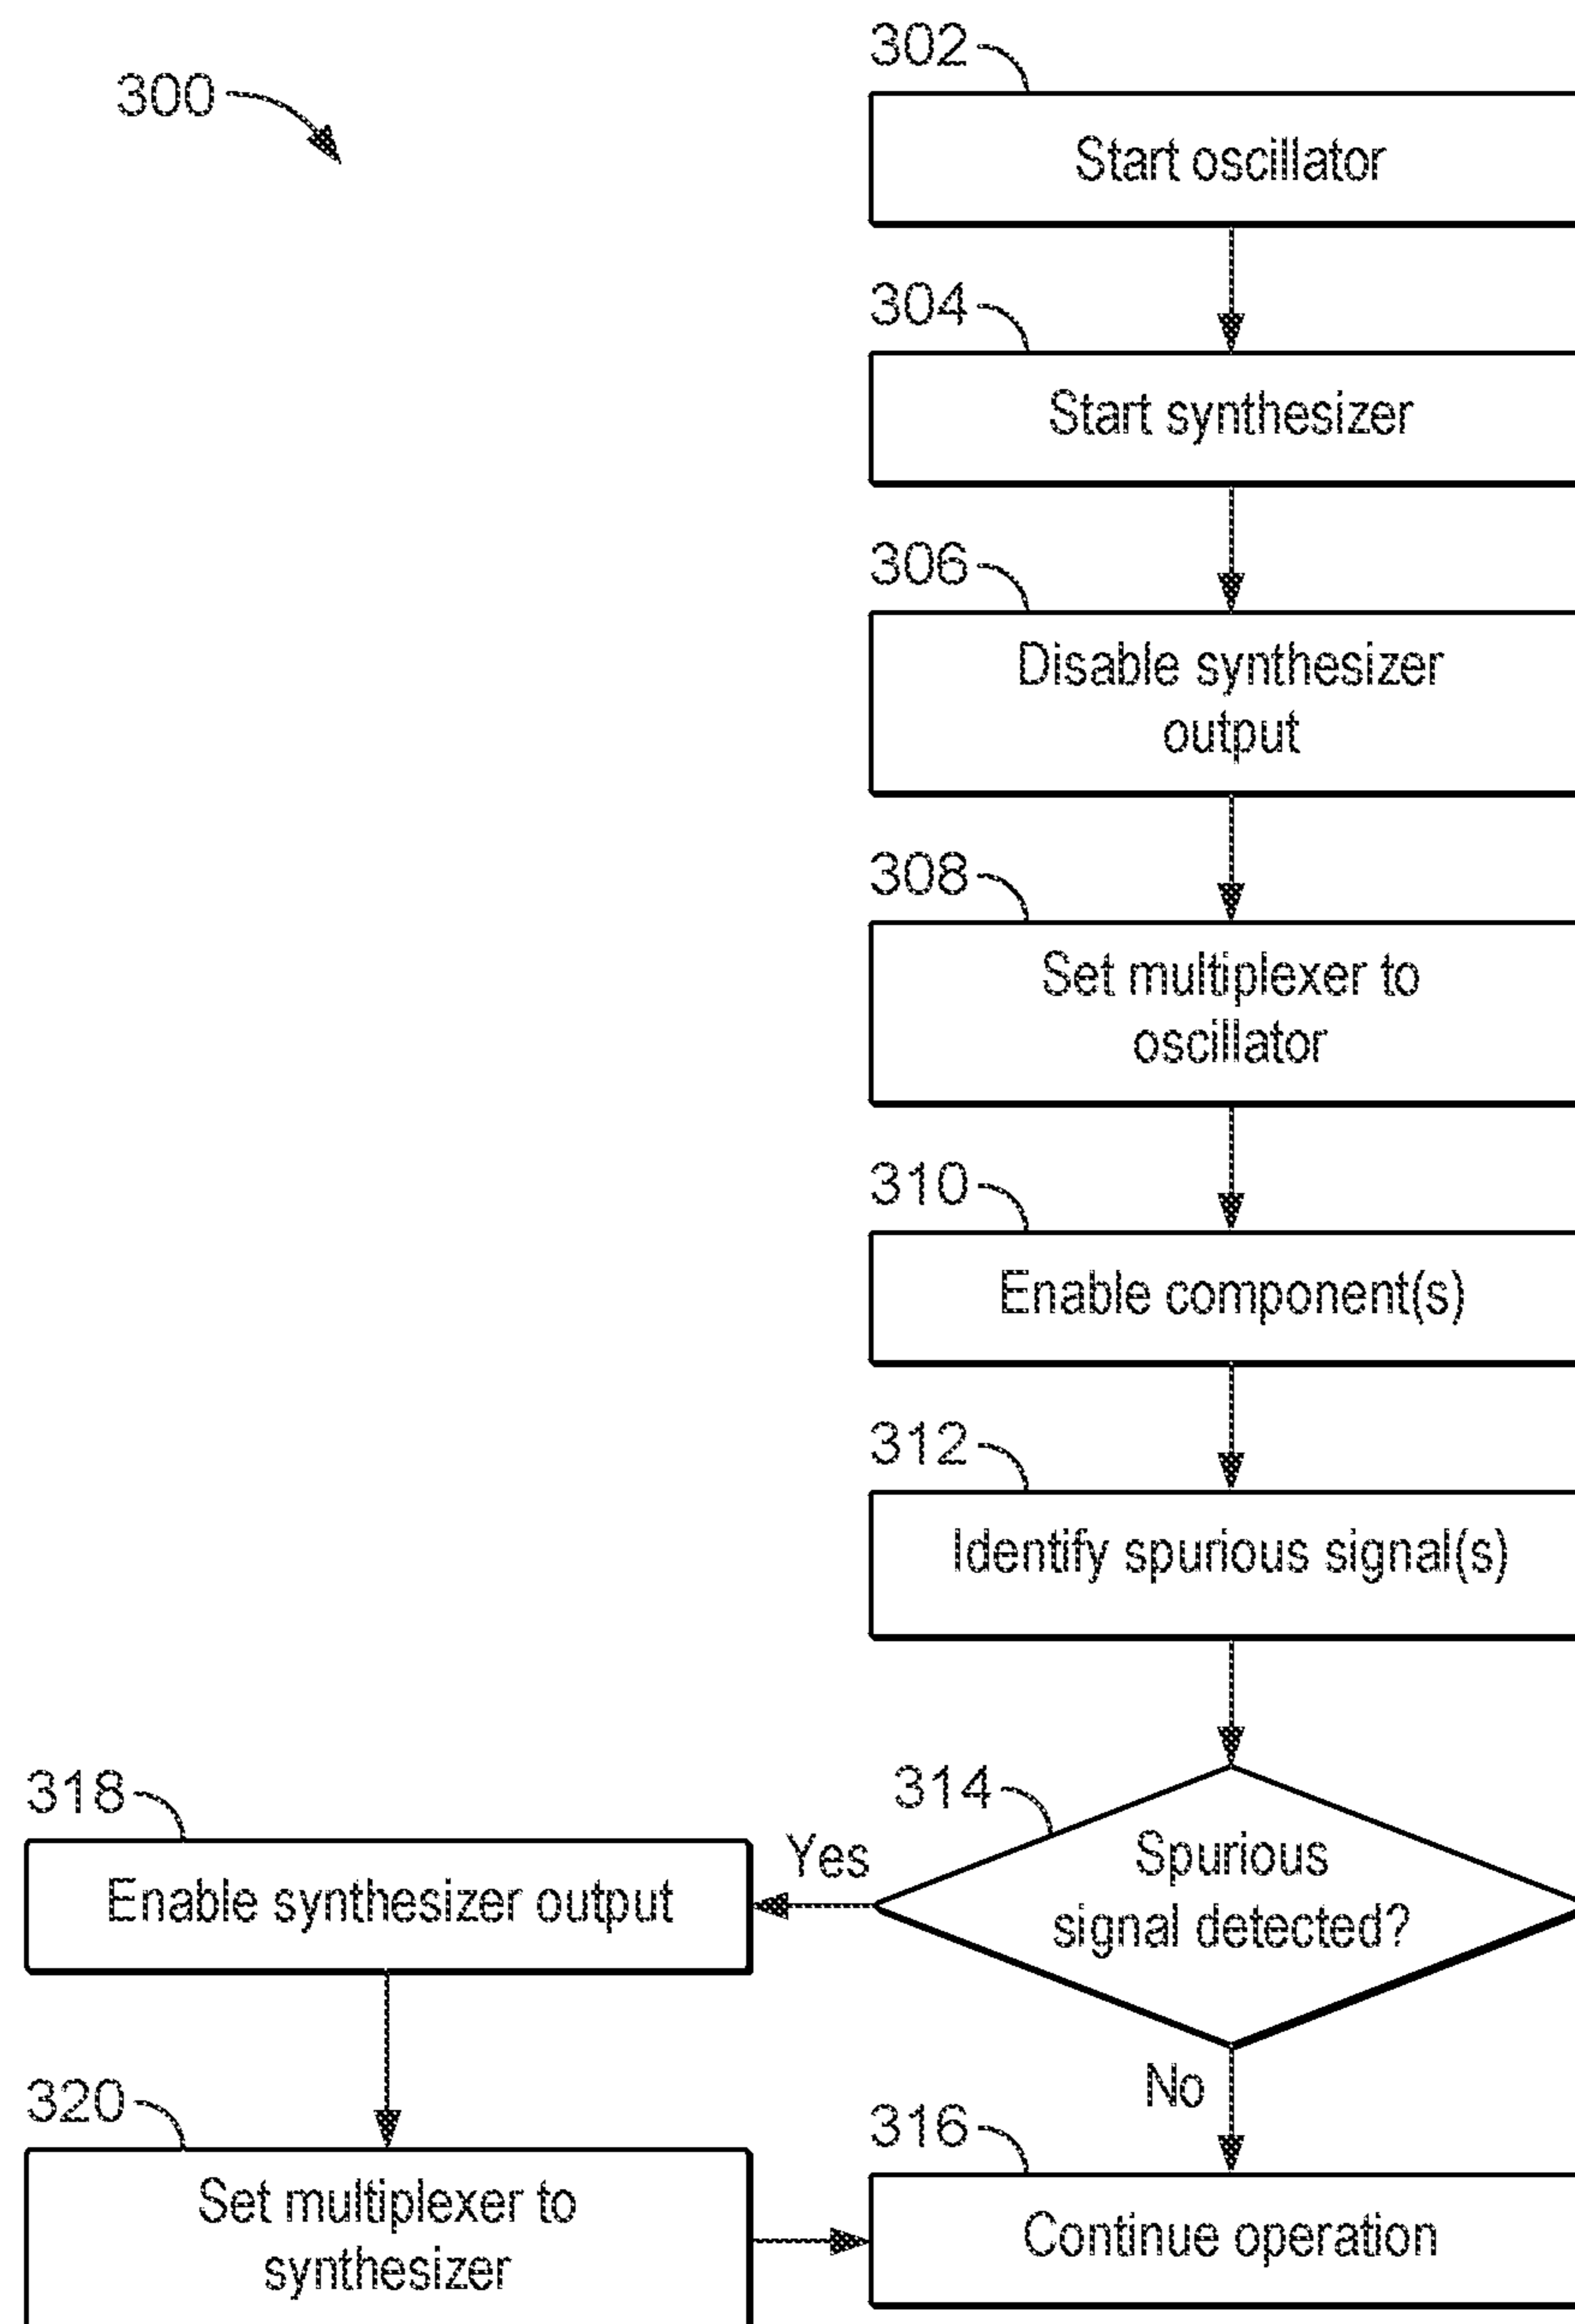 300
302
Start oscillator
304
Start synthesizer
306
Disable synthesizer
output
308
Set multiplexer to
oscillator
310
Enable component(s)
312
Identify spurious signal(s)
314
Spurious
signal detected?
Yes
318
Enable synthesizer output
No
320
Set multiplexer to
synthesizer
316
Continue operation